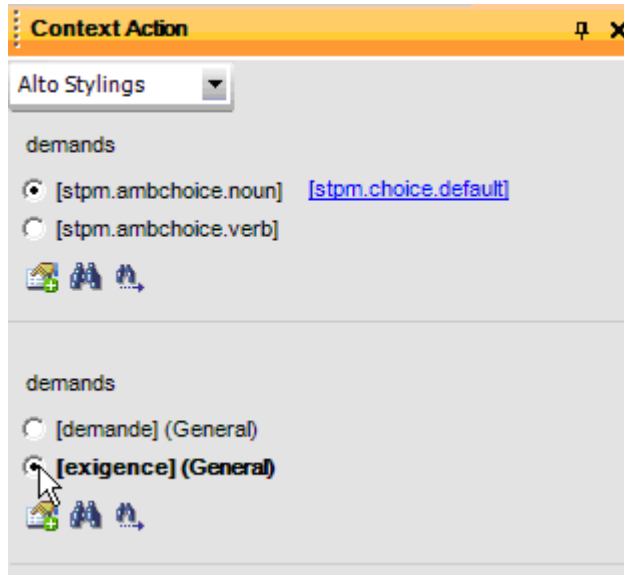 Context Action
Alto Stylings
demands
[stpm.ambchoice.noun] [stpm.choice.default]
[stpm.ambchoice.verb]
demands
[demande] (General)
[exigence] (General)